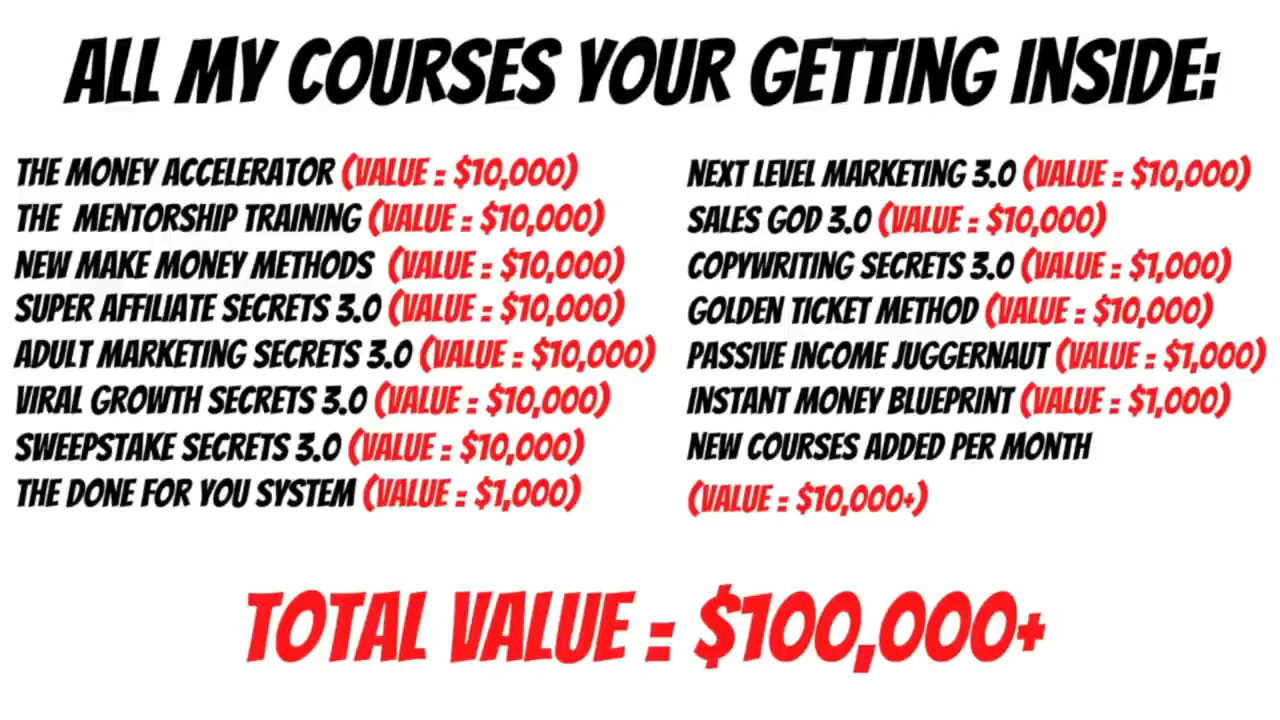 ALL MY COURSES YOUR GETTING INSIDE:
THE MONEY ACCELERATOR (VALUE = $10,000)
THE MENTORSHIP TRAINING (VALUE = $10,000)
NEW MAKE MONEY METHODS (VALUE = $10,000)
SUPER AFFILIATE SECRETS 3.0 (VALUE = $10,000)
ADULT MARKETING SECRETS 3.0 (VALUE = $10,000)
VIRAL GROWTH SECRETS 3.0 (VALUE = $10,000)
SWEEPSTAKE SECRETS 3.0 (VALUE = $10,000)
THE DONE FOR YOU SYSTEM (VALUE = $1,000)
NEXT LEVEL MARKETING 3.0 (VALUE = $10,000)
SALES GOD 3.0 (VALUE = $10,000)
COPYWRITING SECRETS 3.0 (VALUE = $1,000)
GOLDEN TICKET METHOD (VALUE = $10,000)
PASSIVE INCOME JUGGERNAUT (VALUE = $1,000)
INSTANT MONEY BLUEPRINT (VALUE = $1,000)
NEW COURSES ADDED PER MONTH
(VALUE = $10,000+)
TOTAL VALUE = $100,000+